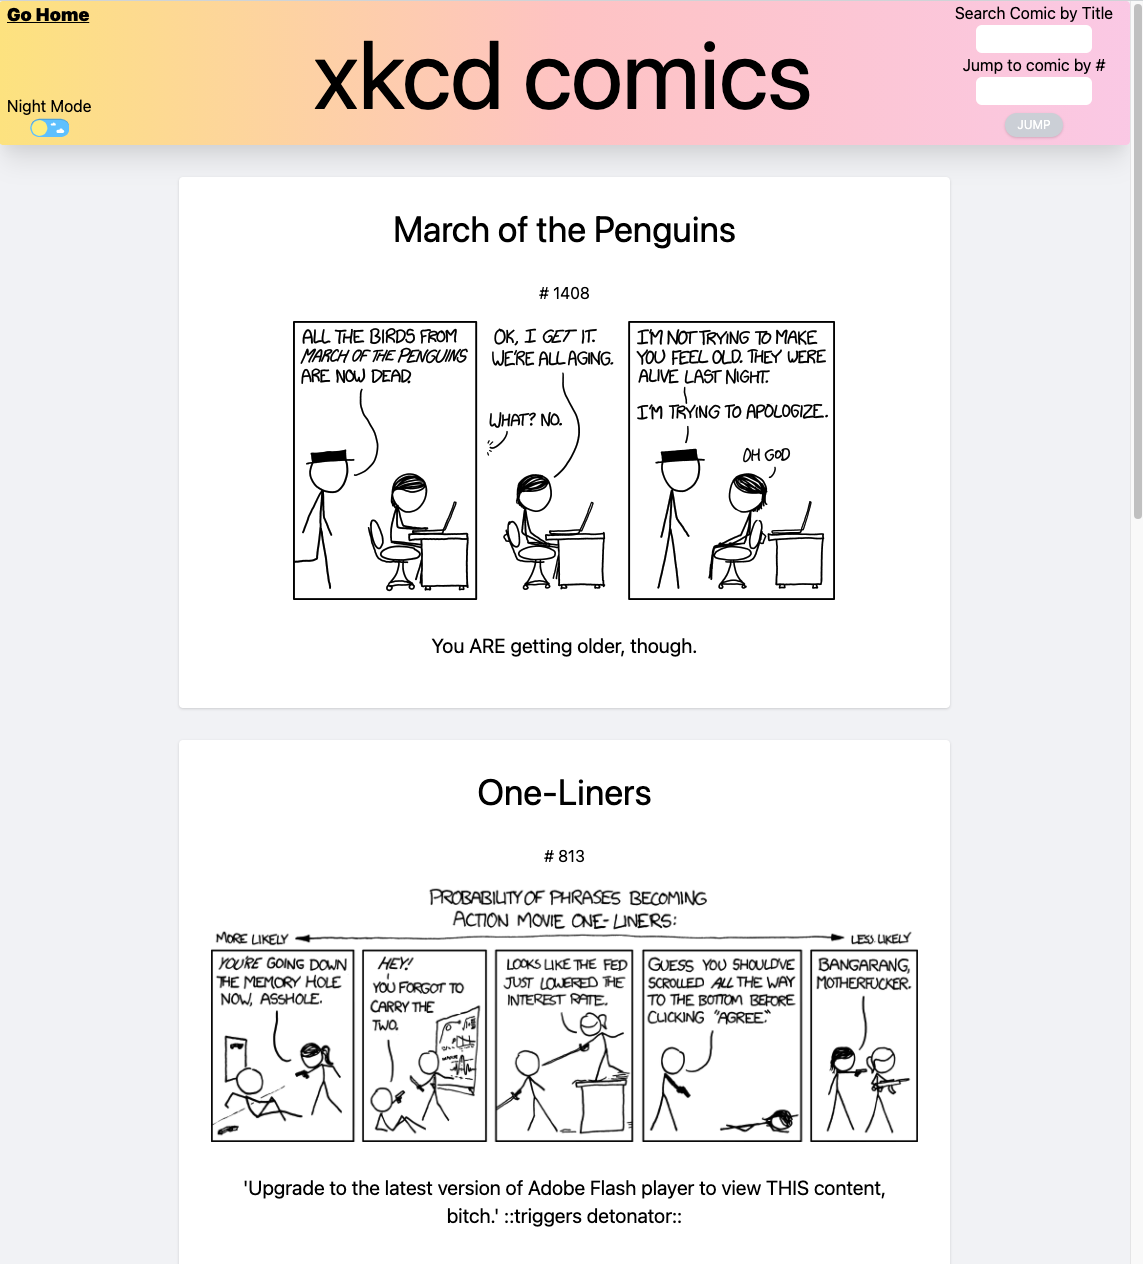 Go Home
Night Mode
xkcd comics
Search Comic by Title
Jump to comic by #
JUMP
March of the Penguins
# 1408
ALL THE BIRDS FROM
MARCH OF THE PENGUINS
ARE NOW DEAD.
OK, I GET IT.
WE'RE ALL AGING.
WHAT? NO.
I'M NOT TRYING TO MAKE
YOU FEEL OLD. THEY WERE
ALIVE LAST NIGHT.
I'M TRYING TO APOLOGIZE.
OH GOD
You ARE getting older, though.
One-Liners
# 813
PROBABILITY OF PHRASES BECOMING
ACTION MOVIE ONE-LINERS:
MORE LIKELY
LESS LIKELY
YOU'RE GOING DOWN
THE MEMORY HOLE
NOW, ASSHOLE.
HEY!
YOU FORGOT TO
CARRY THE
TWO.
LOOKS LIKE THE FED
JUST LOWERED THE
INTEREST RATE.
GUESS YOU SHOULD'VE
SCROLLED ALL THE WAY
TO THE BOTTOM BEFORE
CLICKING "AGREE."
BANGARANG,
MOTHERFUCKER.
'Upgrade to the latest version of Adobe Flash player to view THIS content,
bitch.' ::triggers detonator::